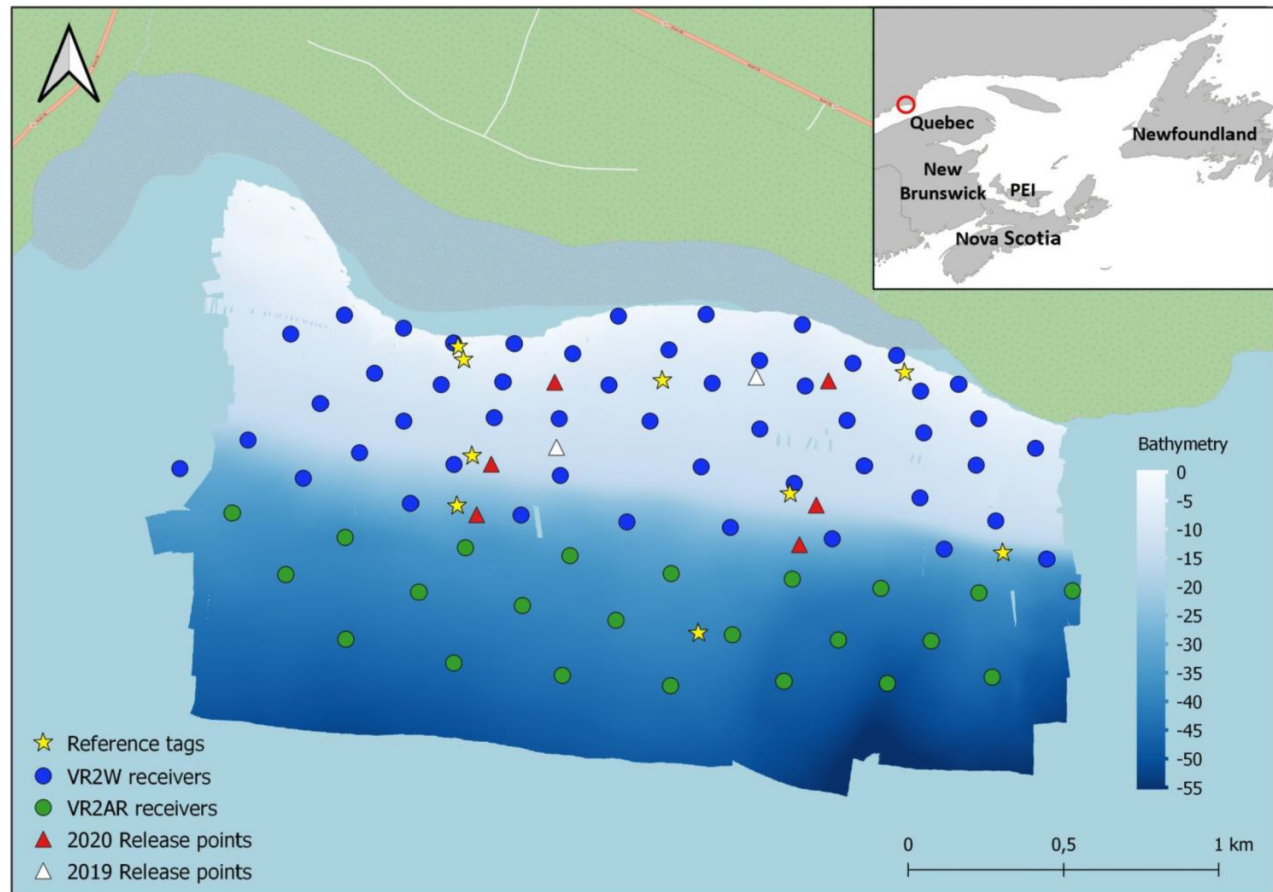 Quebec
Newfoundland
New
Brunswick
PEI
Nova Scotia
Bathymetry
0
-5
-10
-15
-20
-25
-30
-35
-40
-45
-50
-55
Reference tags
VR2W receivers
VR2AR receivers
2020 Release points
2019 Release points
0 0,5 1 km